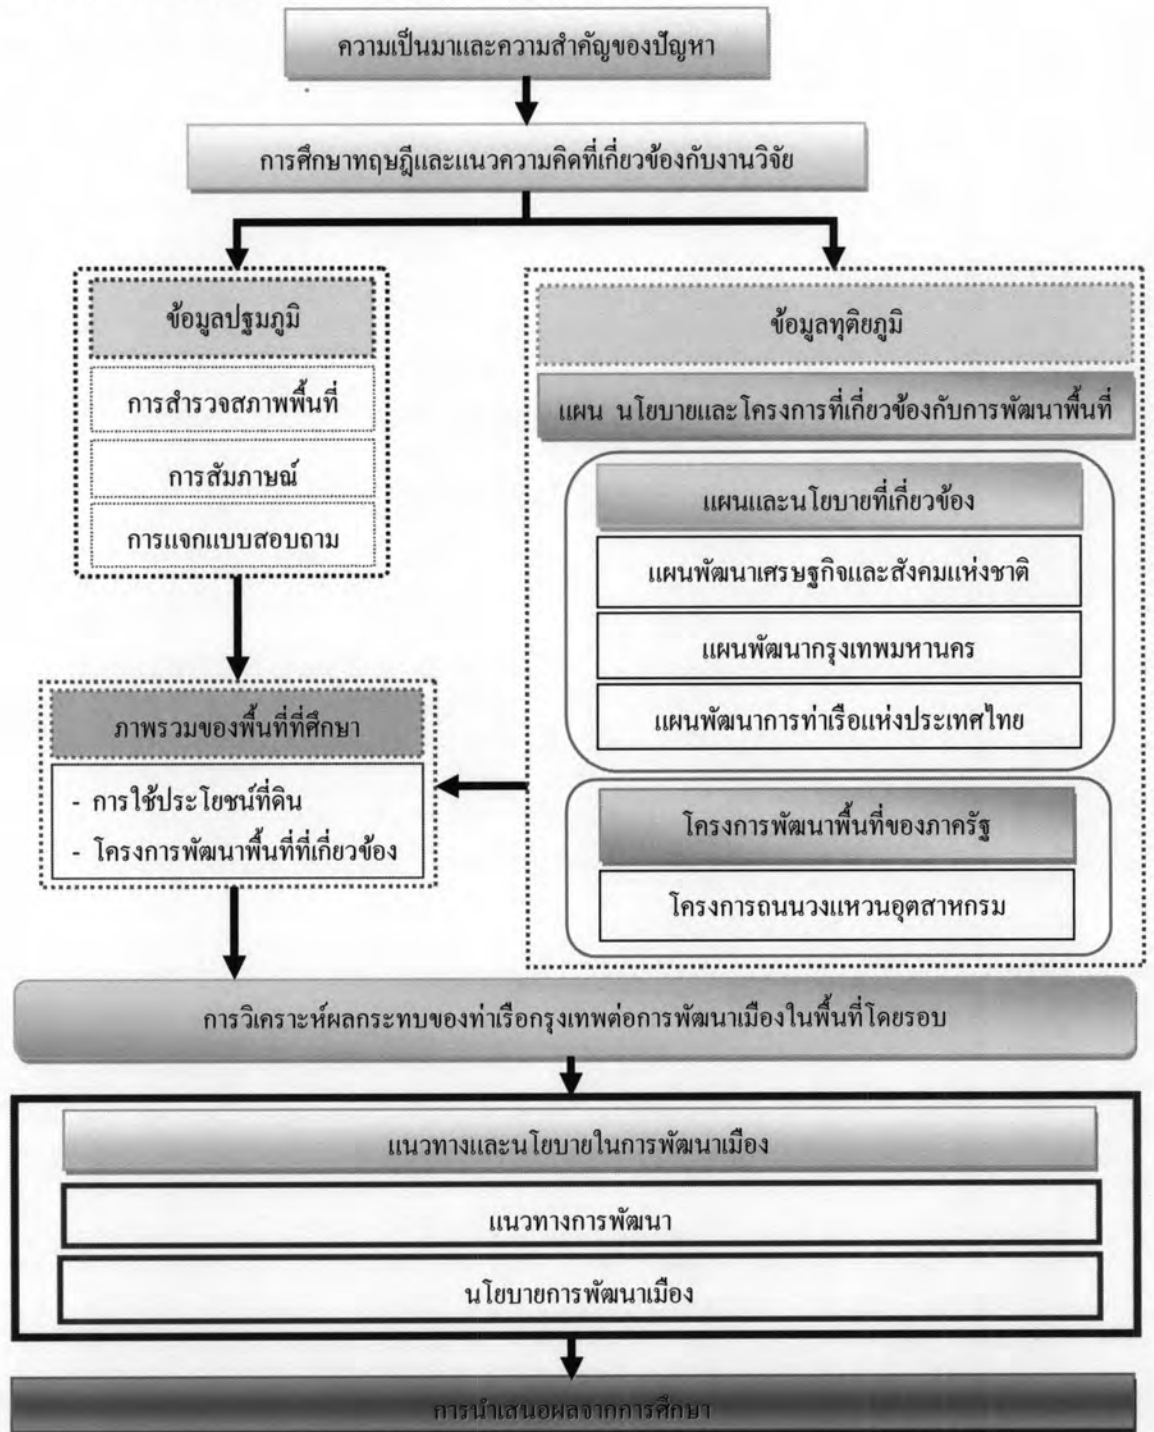 ความเป็นมาและความสำคัญของปัญหา
การศึกษาทฤษฎีและแนวความคิดที่เกี่ยวข้องกับงานวิจัย
ข้อมูลปฐมภูมิ
การสำรวจสภาพพื้นที่
การสัมภาษณ์
การแจกแบบสอบถาม
ข้อมูลทุติยภูมิ
แผน นโยบายและโครงการที่เกี่ยวข้องกับการพัฒนาพื้นที่
แผนและนโยบายที่เกี่ยวข้อง
แผนพัฒนาเศรษฐกิจและสังคมแห่งชาติ
แผนพัฒนากรุงเทพมหานคร
แผนพัฒนาการท่าเรือแห่งประเทศไทย
โครงการพัฒนาพื้นที่ของภาครัฐ
โครงการถนนวงแหวนอุตสาหกรรม
ภาพรวมของพื้นที่ที่ศึกษา
- การใช้ประโยชน์ที่ดิน
- โครงการพัฒนาพื้นที่ที่เกี่ยวข้อง
การวิเคราะห์ผลกระทบของท่าเรือกรุงเทพต่อการพัฒนาเมืองในพื้นที่โดยรอบ
แนวทางและนโยบายในการพัฒนาเมือง
แนวทางการพัฒนา
นโยบายการพัฒนาเมือง
การนำเสนอผลจากการศึกษา